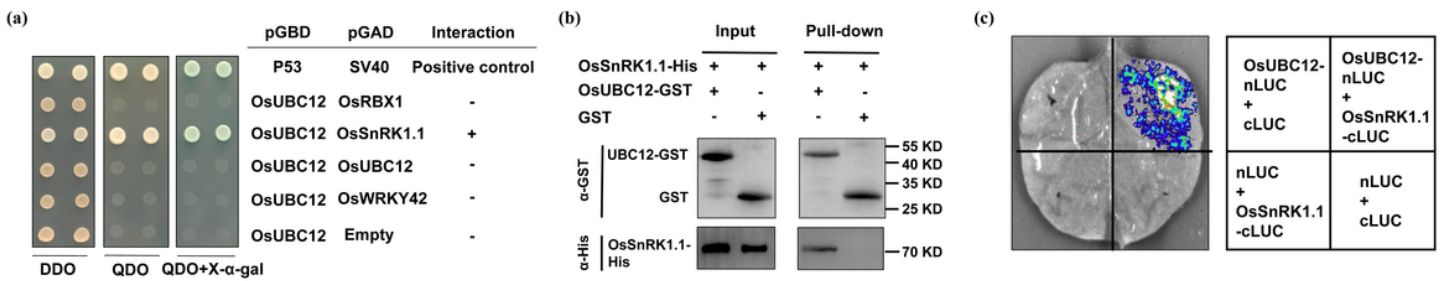 (a)
pGBD pGAD Interaction
P53 SV40 Positive control
OsUBC12 OsRBX1 -
OsUBC12 OsSnRK1.1 +
OsUBC12 OsUBC12 -
OsUBC12 OsWRKY42 -
OsUBC12 Empty -
DDO QDO QDO+X-α-gal
(b)
Input Pull-down
OsSnRK1.1-His + + + +
OsUBC12-GST + - + -
GST - + - +
α-GST
UBC12-GST
GST
55 KD
40 KD
35 KD
25 KD
α-His
OsSnRK1.1-
His
70 KD
(c)
OsUBC12-
nLUC
+
cLUC
OsUBC12-
nLUC
+
OsSnRK1.1
-cLUC
nLUC
+
OsSnRK1.1
-cLUC
nLUC
+
cLUC